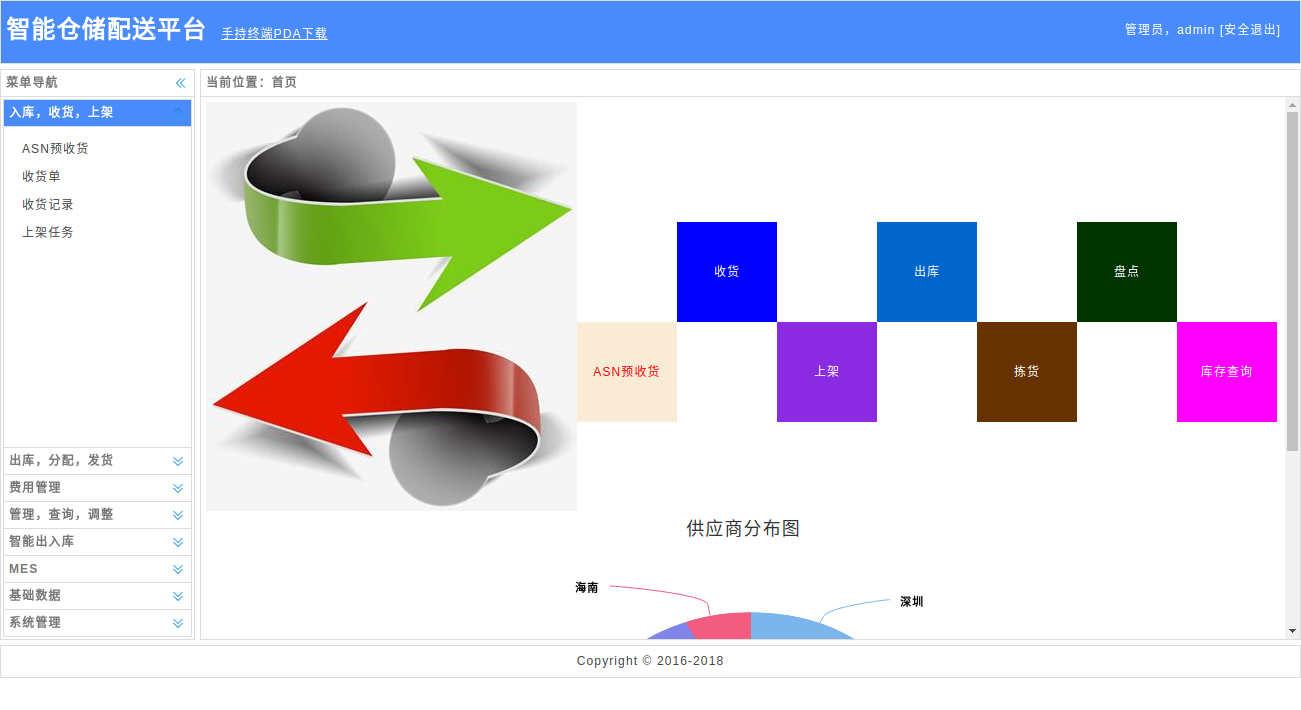 智能仓储配送平台 手持终端PDA下载
管理员，admin [安全退出]
菜单导航
入库，收货，上架
ASN预收货
收货单
收货记录
上架任务
出库，分配，发货
费用管理
管理，查询，调整
智能出入库
MES
基础数据
系统管理
当前位置：首页
收货 出库 盘点
ASN预收货 上架 拣货 库存查询
供应商分布图
海南
深圳
Copyright © 2016-2018